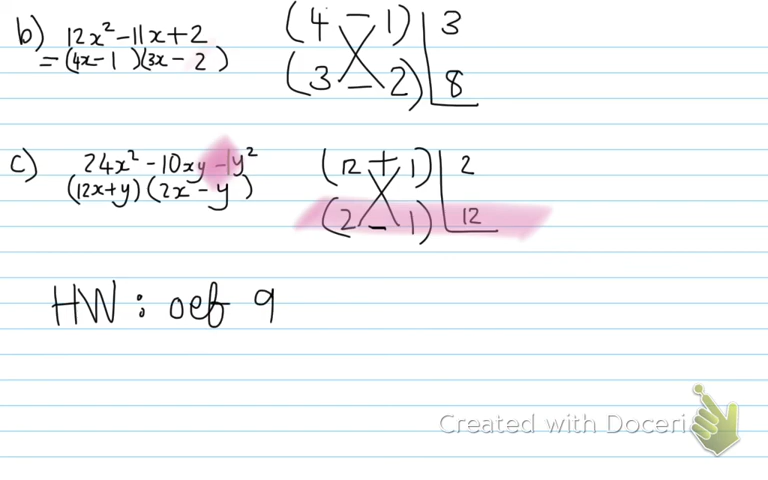 b) 12x² - 11x + 2
= (4x - 1)(3x - 2)
(4 - 1) 3
(3 - 2) 8
c) 24x² - 10xy - 1y²
(12x + y)(2x - y)
(12 + 1) 2
(2 - 1) 12
HW : oef 9
Created with Doceri